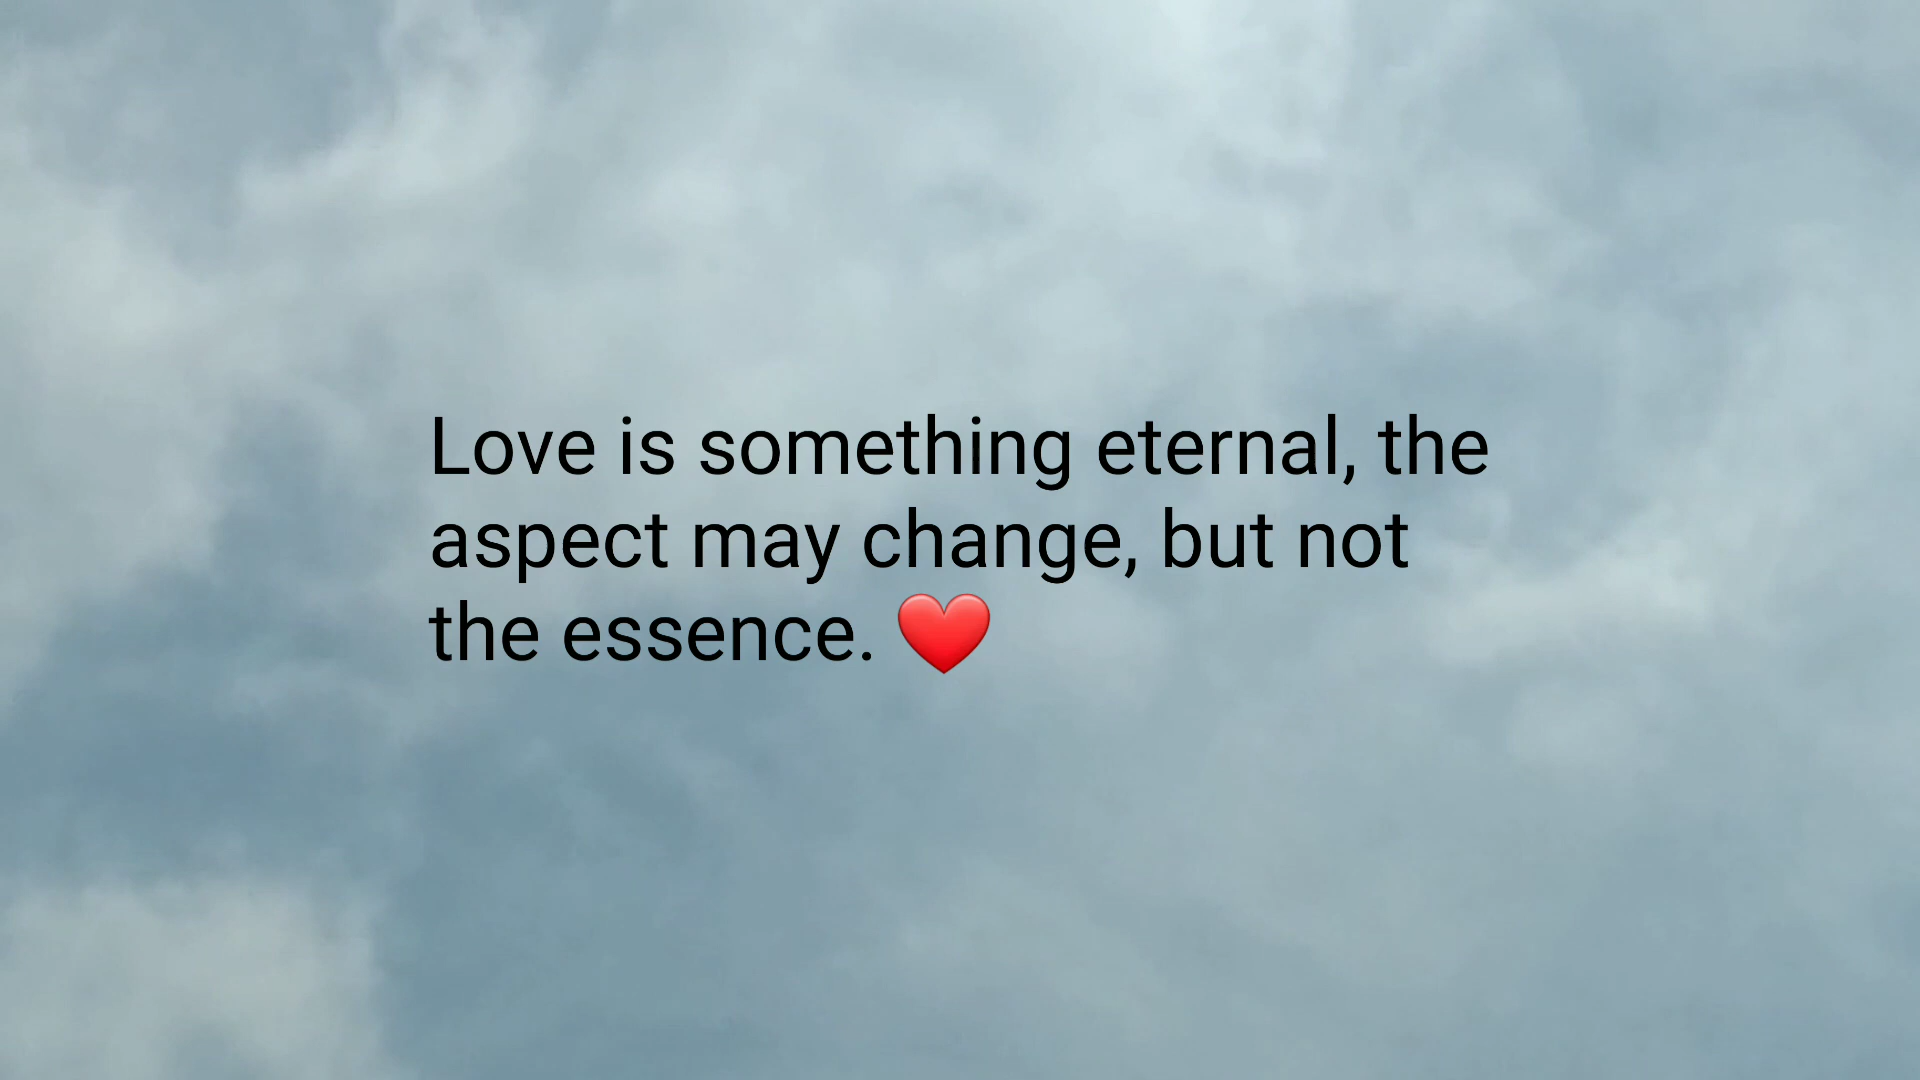 Love is something eternal, the
aspect may change, but not
the essence. ❤️